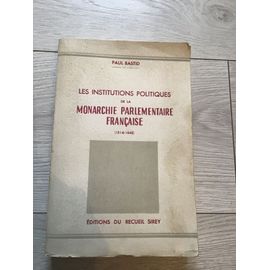 PAUL BASTID
LES INSTITUTIONS POLITIQUES
DE LA
MONARCHIE PARLEMENTAIRE
FRANÇAISE
(1814-1848)
ÉDITIONS DU RECUEIL SIREY